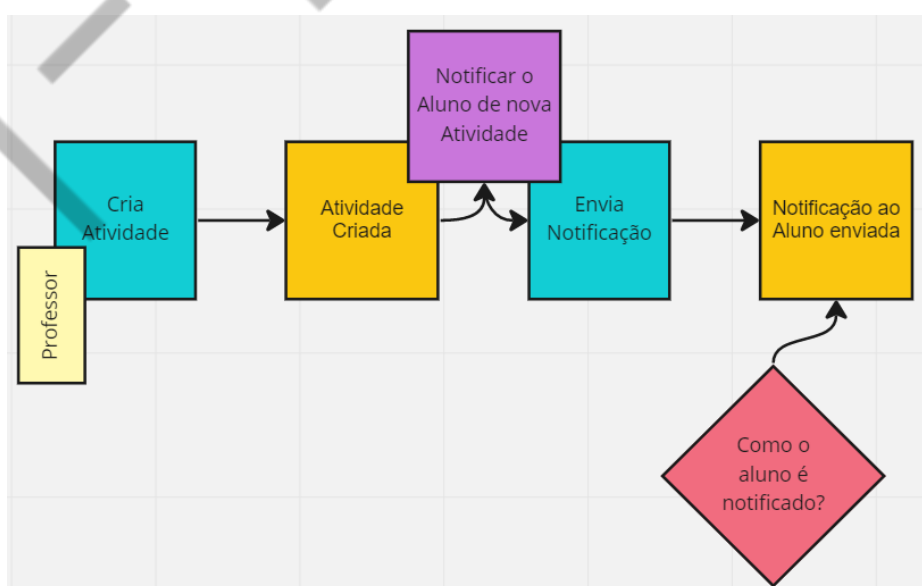 Notificar o
Aluno de nova
Atividade
Cria
Atividade
Atividade
Criada
Envia
Notificação
Notificação ao
Aluno enviada
Professor
Como o
aluno é
notificado?